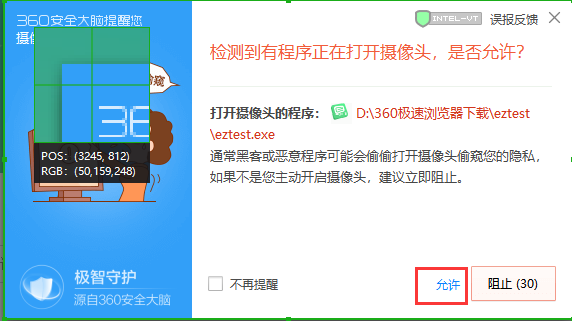 360安全大脑提醒您
INTEL-VT
误报反馈
摄像
检测到有程序正在打开摄像头，是否允许？
窥
36
打开摄像头的程序：
D:\360极速浏览器下载\eztest
\eztest.exe
通常黑客或恶意程序可能会偷偷打开摄像头偷窥您的隐私，
如果不是您主动开启摄像头，建议立即阻止。
POS: (3245, 812)
RGB: (50,159,248)
极智守护
源自360安全大脑
不再提醒
允许
阻止 (30)